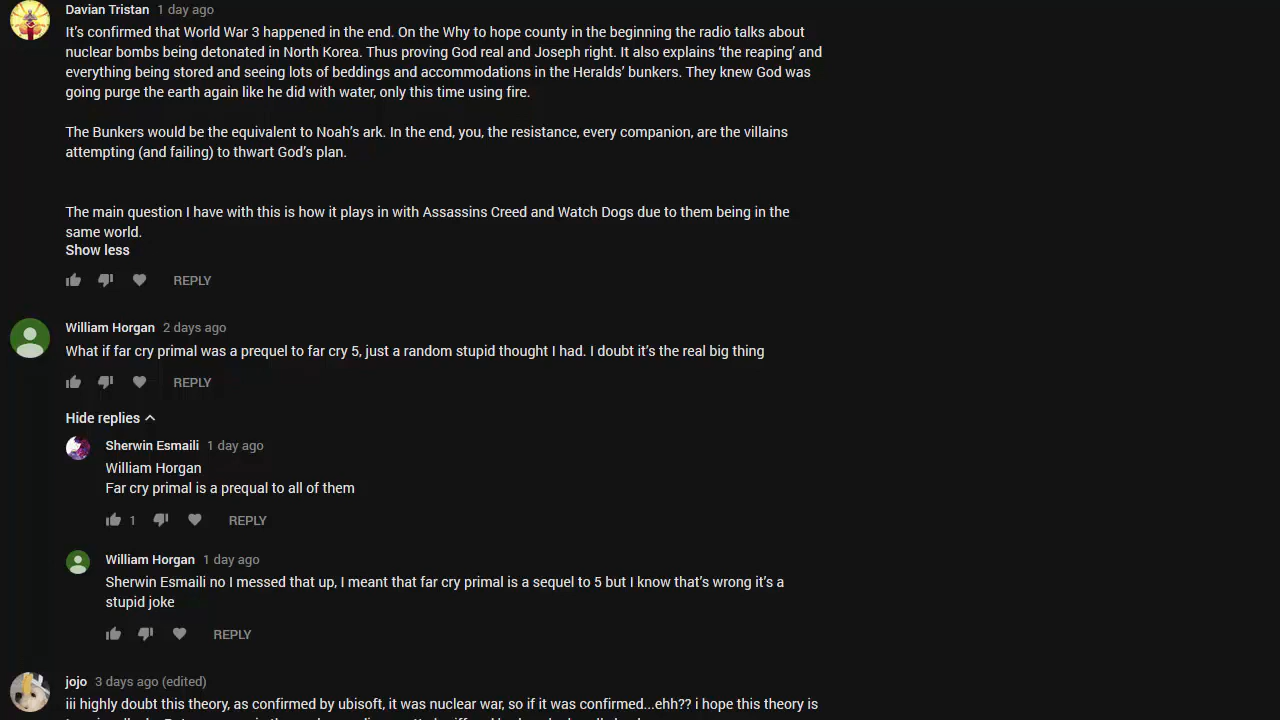 Davian Tristan 1 day ago
It's confirmed that World War 3 happened in the end. On the Why to hope county in the beginning the radio talks about
nuclear bombs being detonated in North Korea. Thus proving God real and Joseph right. It also explains ‘the reaping’ and
everything being stored and seeing lots of beddings and accommodations in the Heralds’ bunkers. They knew God was
going purge the earth again like he did with water, only this time using fire.
The Bunkers would be the equivalent to Noah’s ark. In the end, you, the resistance, every companion, are the villains
attempting (and failing) to thwart God’s plan.
The main question I have with this is how it plays in with Assassins Creed and Watch Dogs due to them being in the
same world.
Show less
REPLY
William Horgan 2 days ago
What if far cry primal was a prequel to far cry 5, just a random stupid thought I had. I doubt it’s the real big thing
REPLY
Hide replies
Sherwin Esmaili 1 day ago
William Horgan
Far cry primal is a prequal to all of them
1 REPLY
William Horgan 1 day ago
Sherwin Esmaili no I messed that up, I meant that far cry primal is a sequel to 5 but I know that’s wrong it’s a
stupid joke
REPLY
jojo 3 days ago (edited)
iii highly doubt this theory, as confirmed by ubisoft, it was nuclear war, so if it was confirmed...ehh?? i hope this theory is